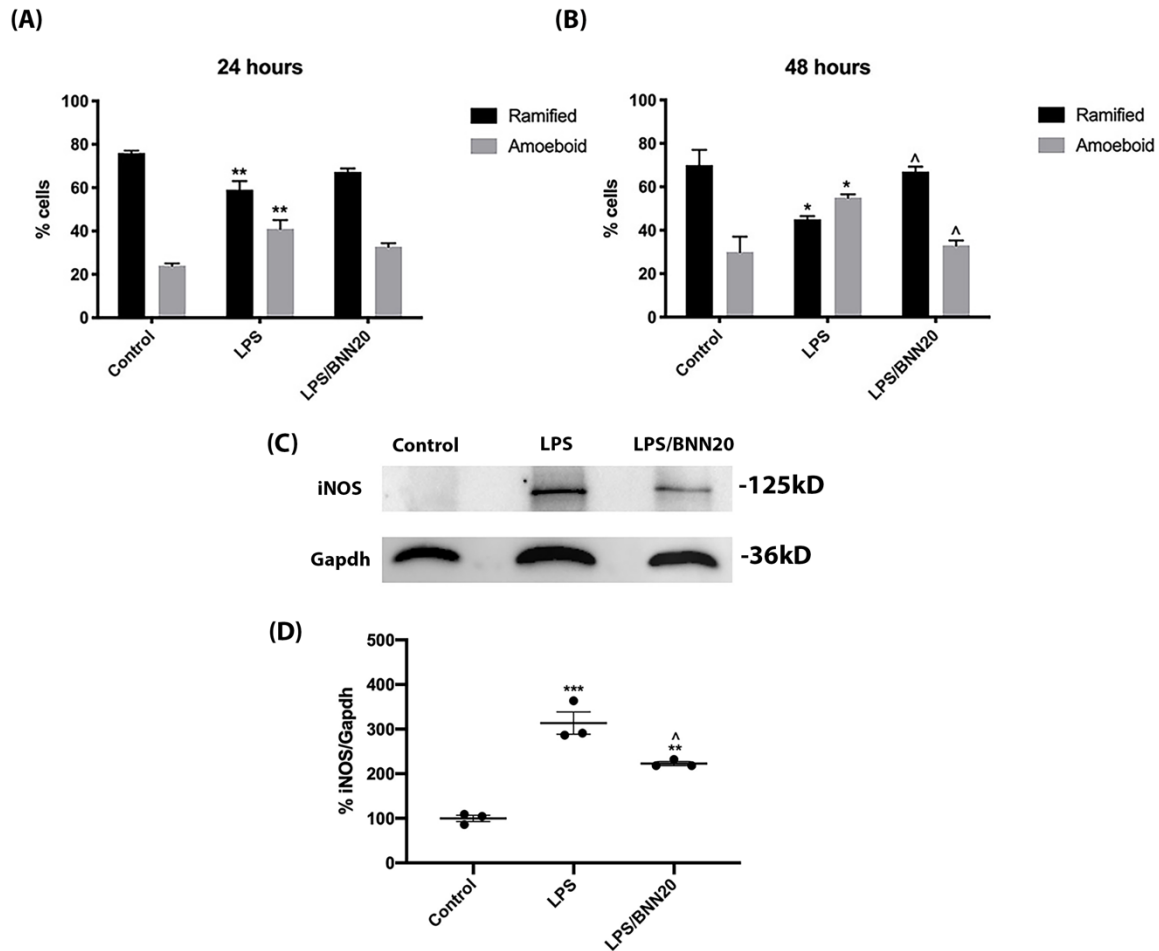 (A)
24 hours
Ramified
Amoeboid
% cells
100
80
60
40
20
0
**
**
Control
LPS
LPS/BNN20
(B)
48 hours
Ramified
Amoeboid
% cells
100
80
60
40
20
0
*
*
^
^
Control
LPS
LPS/BNN20
(C)
Control LPS LPS/BNN20
iNOS -125kD
Gapdh -36kD
(D)
% iNOS/Gapdh
500
400
300
200
100
0
***
^
**
Control
LPS
LPS/BNN20